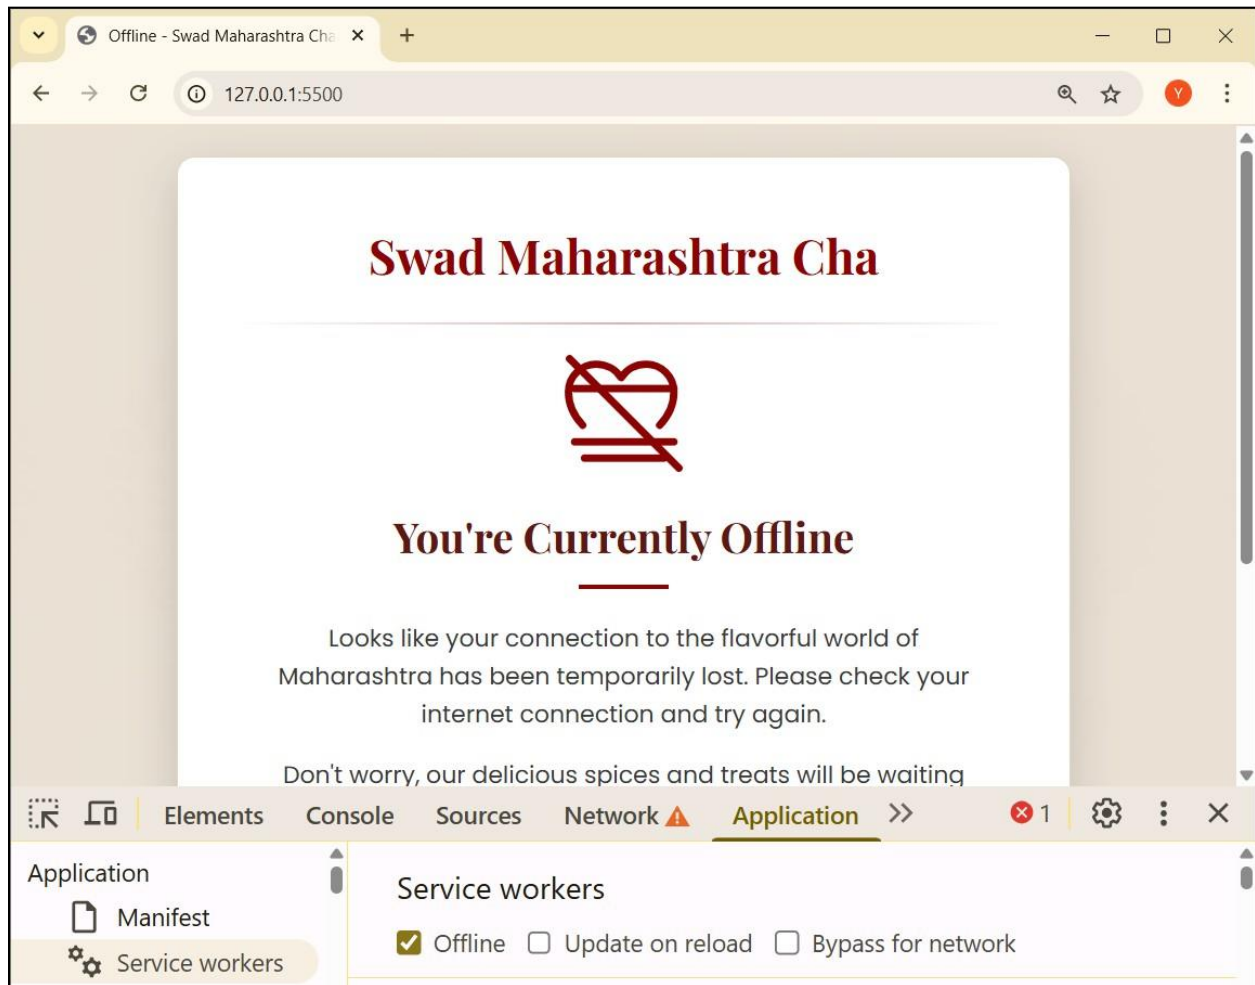 Offline - Swad Maharashtra Cha
127.0.0.1:5500
Y
Swad Maharashtra Cha
You're Currently Offline
Looks like your connection to the flavorful world of
Maharashtra has been temporarily lost. Please check your
internet connection and try again.
Don't worry, our delicious spices and treats will be waiting
Elements Console Sources Network Application 1
Application
Manifest
Service workers
Service workers
Offline Update on reload Bypass for network